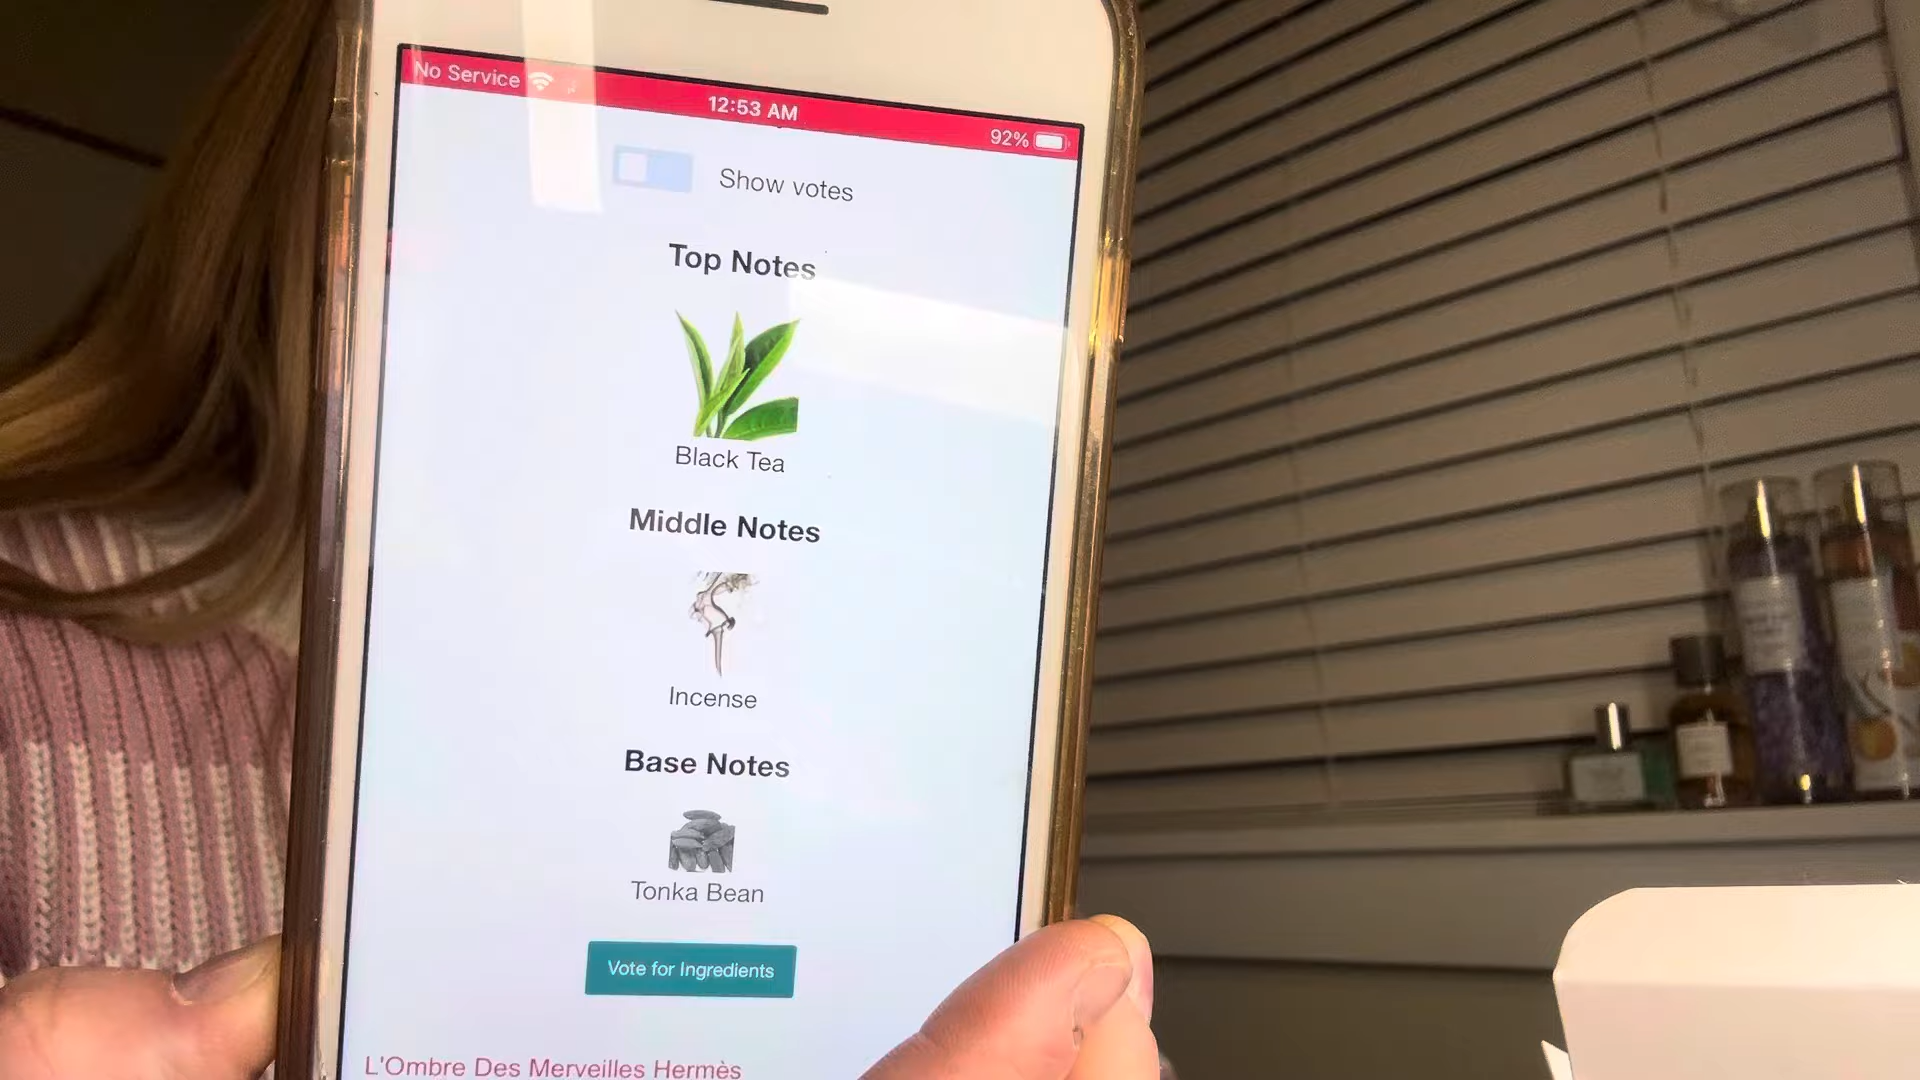 No Service
12:53 AM
92%
Show votes
Top Notes
Black Tea
Middle Notes
Incense
Base Notes
Tonka Bean
Vote for Ingredients
L'Ombre Des Merveilles Hermès